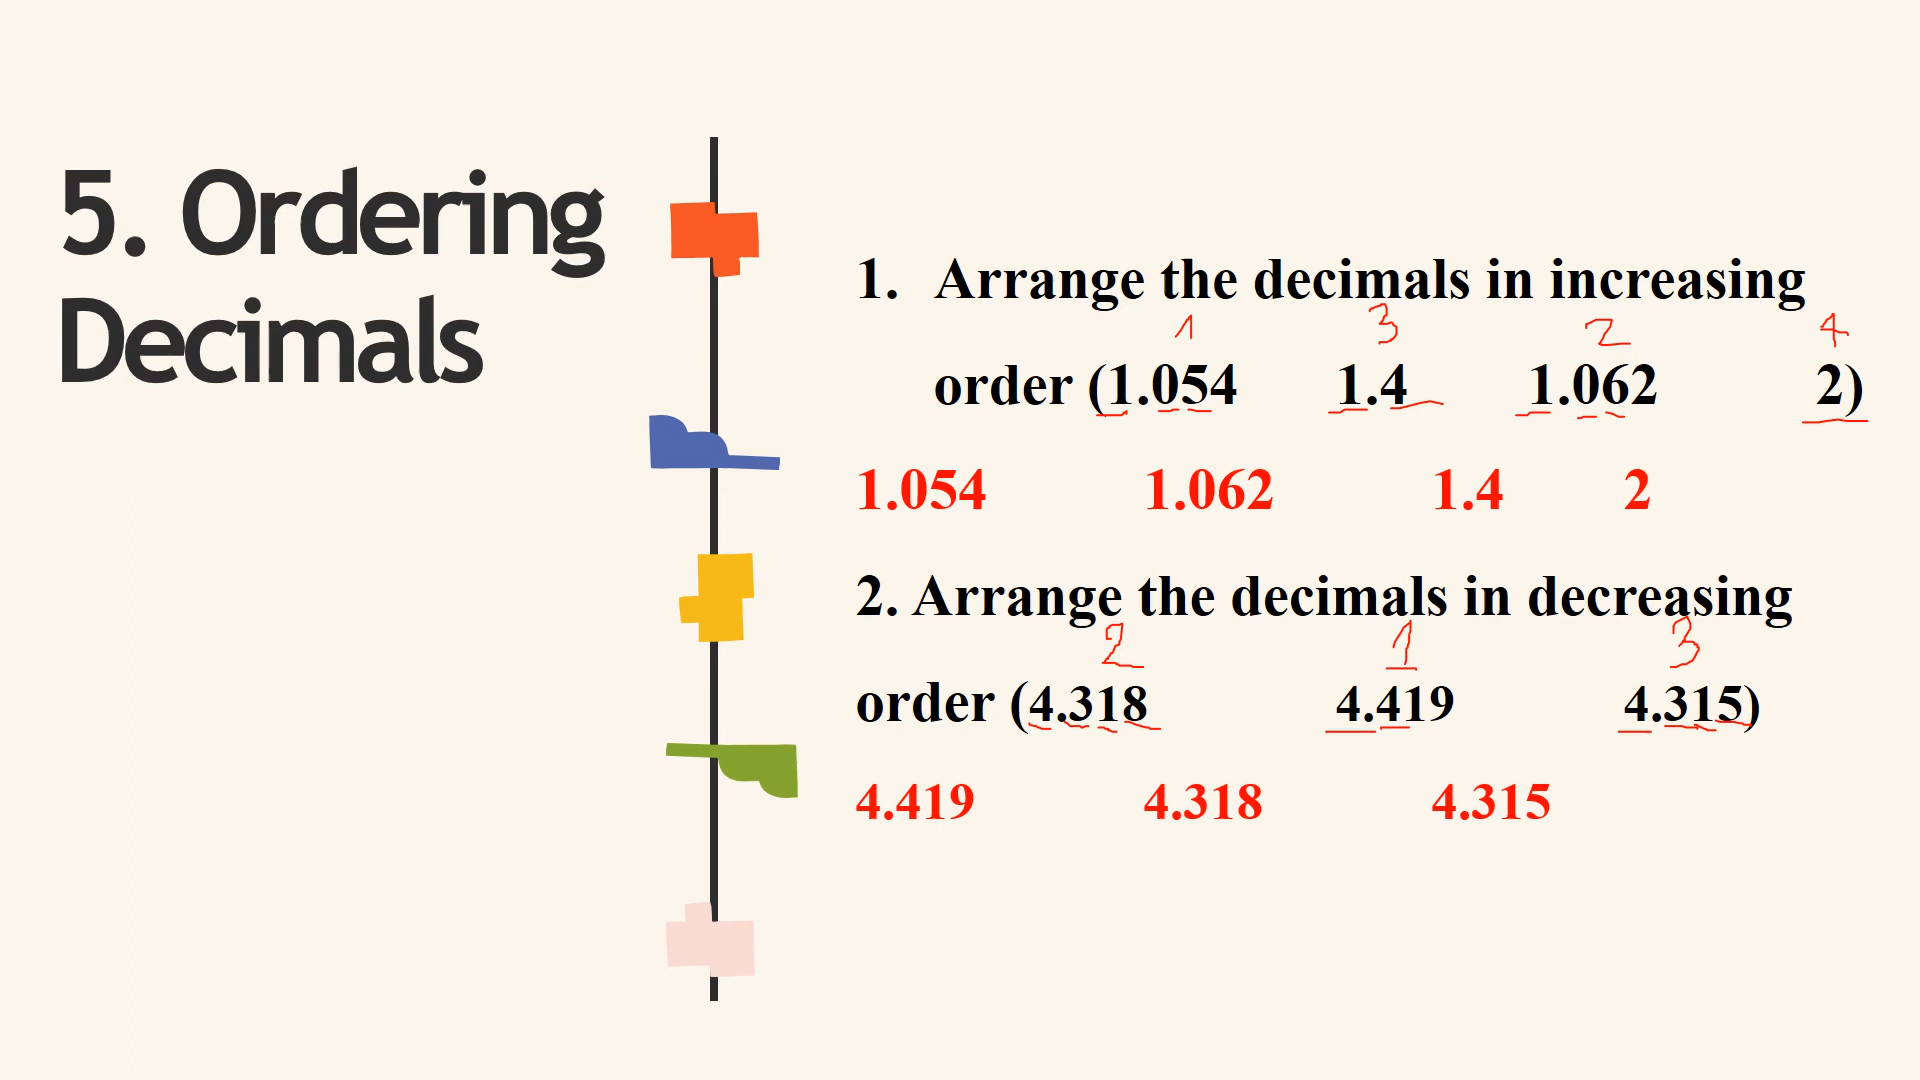 5. Ordering
Decimals
1. Arrange the decimals in increasing
1 3 2 4
order (1.054 1.4 1.062 2)
1.054 1.062 1.4 2
2. Arrange the decimals in decreasing
2 1 3
order (4.318 4.419 4.315)
4.419 4.318 4.315